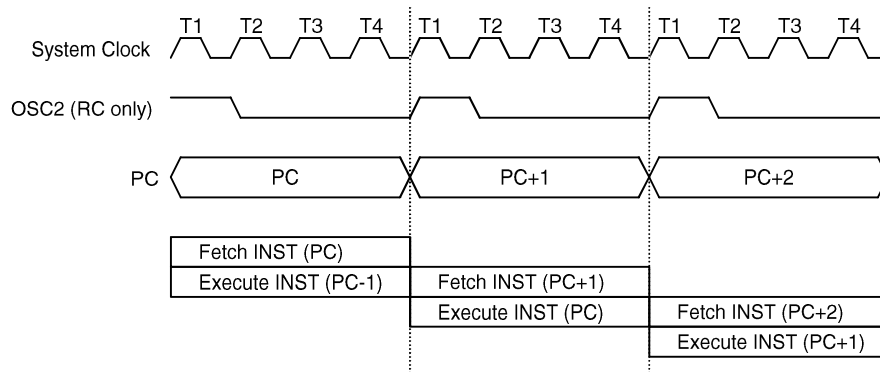 T1 T2 T3 T4 T1 T2 T3 T4 T1 T2 T3 T4
System Clock
OSC2 (RC only)
PC PC PC+1 PC+2
Fetch INST (PC)
Execute INST (PC-1) Fetch INST (PC+1)
Execute INST (PC) Fetch INST (PC+2)
Execute INST (PC+1)